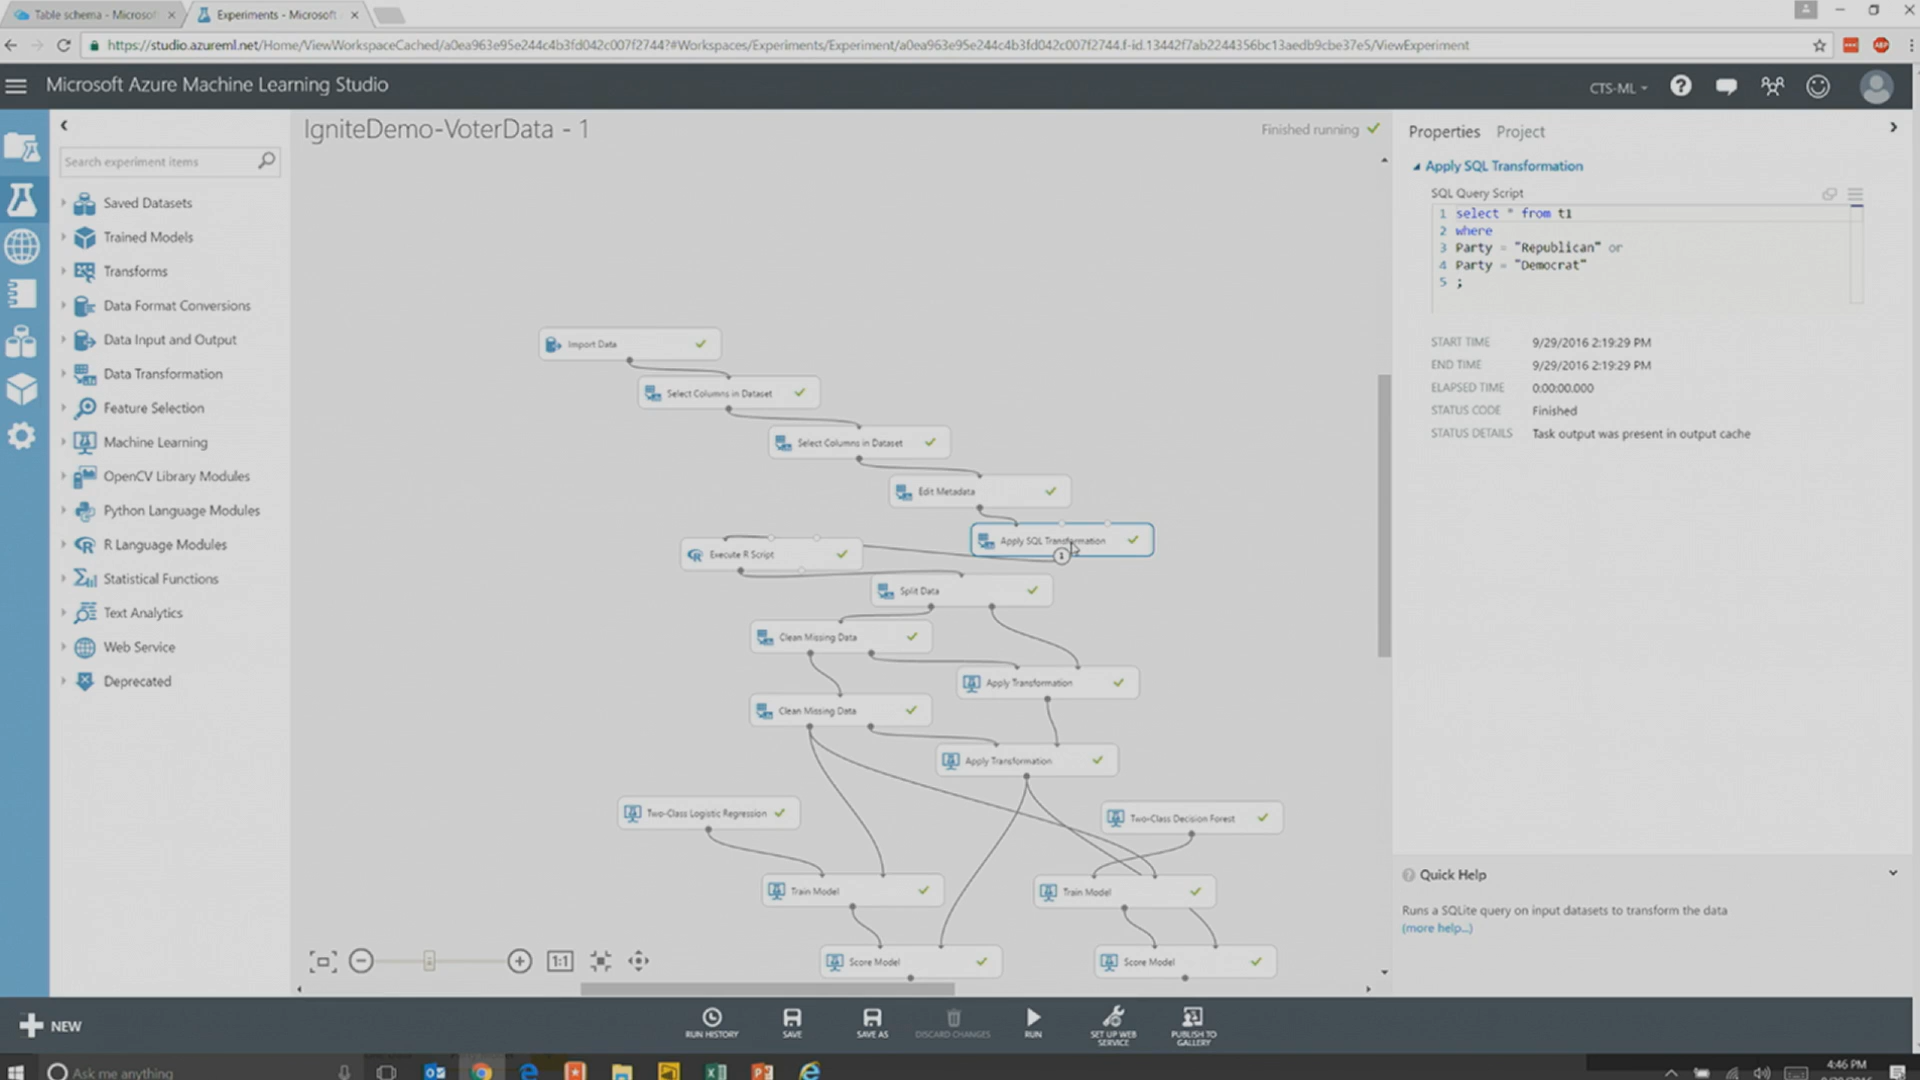 Table schema - Microsof
Experiments - Microsoft
https://studio.azureml.net/Home/ViewWorkspaceCached/a0ea963e95e244c4b3fd042c007f2744?#Workspaces/Experiments/Experiment/a0ea963e95e244c4b3fd042c007f2744.f-id.13442f7ab2244356bc13aedb9cbe37e5/ViewExperiment
ABP
Microsoft Azure Machine Learning Studio
CTS-ML
Search experiment items
Saved Datasets
Trained Models
Transforms
Data Format Conversions
Data Input and Output
Data Transformation
Feature Selection
Machine Learning
OpenCV Library Modules
Python Language Modules
R Language Modules
Statistical Functions
Text Analytics
Web Service
Deprecated
IgniteDemo-VoterData - 1
Finished running
Import Data
Select Columns in Dataset
Select Columns in Dataset
Edit Metadata
Apply SQL Transformation
1
Execute R Script
Split Data
Clean Missing Data
Apply Transformation
Clean Missing Data
Apply Transformation
Two-Class Logistic Regression
Two-Class Decision Forest
Train Model
Train Model
Score Model
Score Model
1:1
Properties Project
Apply SQL Transformation
SQL Query Script
1 select * from t1
2 where
3 Party = "Republican" or
4 Party = "Democrat"
5 ;
START TIME 9/29/2016 2:19:29 PM
END TIME 9/29/2016 2:19:29 PM
ELAPSED TIME 0:00:00.000
STATUS CODE Finished
STATUS DETAILS Task output was present in output cache
Quick Help
Runs a SQLite query on input datasets to transform the data
(more help...)
NEW
RUN HISTORY
SAVE
SAVE AS
DISCARD CHANGES
RUN
SET UP WEB SERVICE
PUBLISH TO GALLERY
Ask me anything
4:46 PM